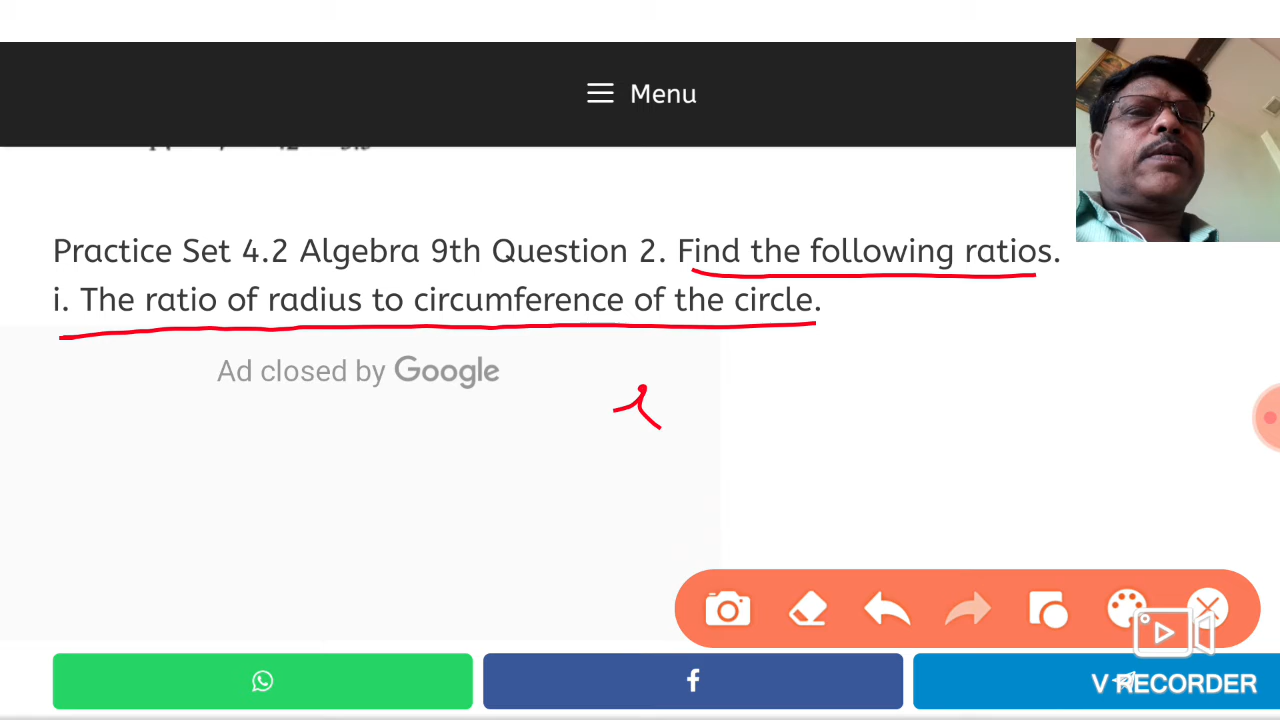 Menu
Practice Set 4.2 Algebra 9th Question 2. Find the following ratios.
i. The ratio of radius to circumference of the circle.
Ad closed by Google
V RECORDER